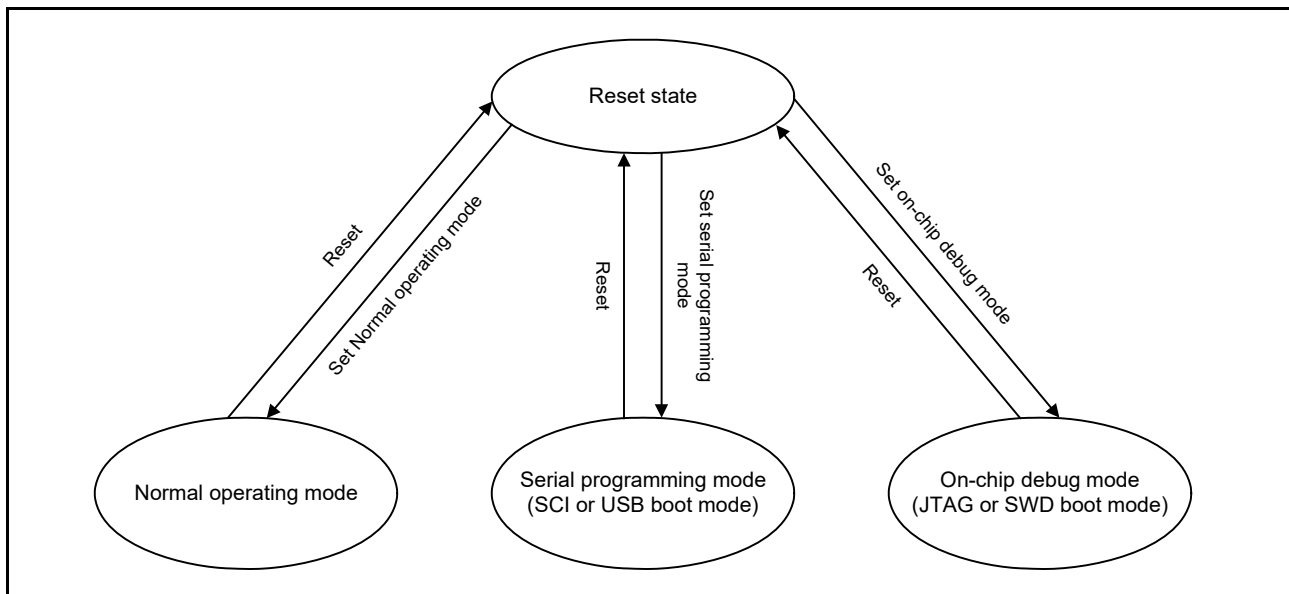 Reset state
Reset
Set Normal operating mode
Reset
Set serial programming
mode
Set on-chip debug mode
Reset
Normal operating mode
Serial programming mode
(SCI or USB boot mode)
On-chip debug mode
(JTAG or SWD boot mode)